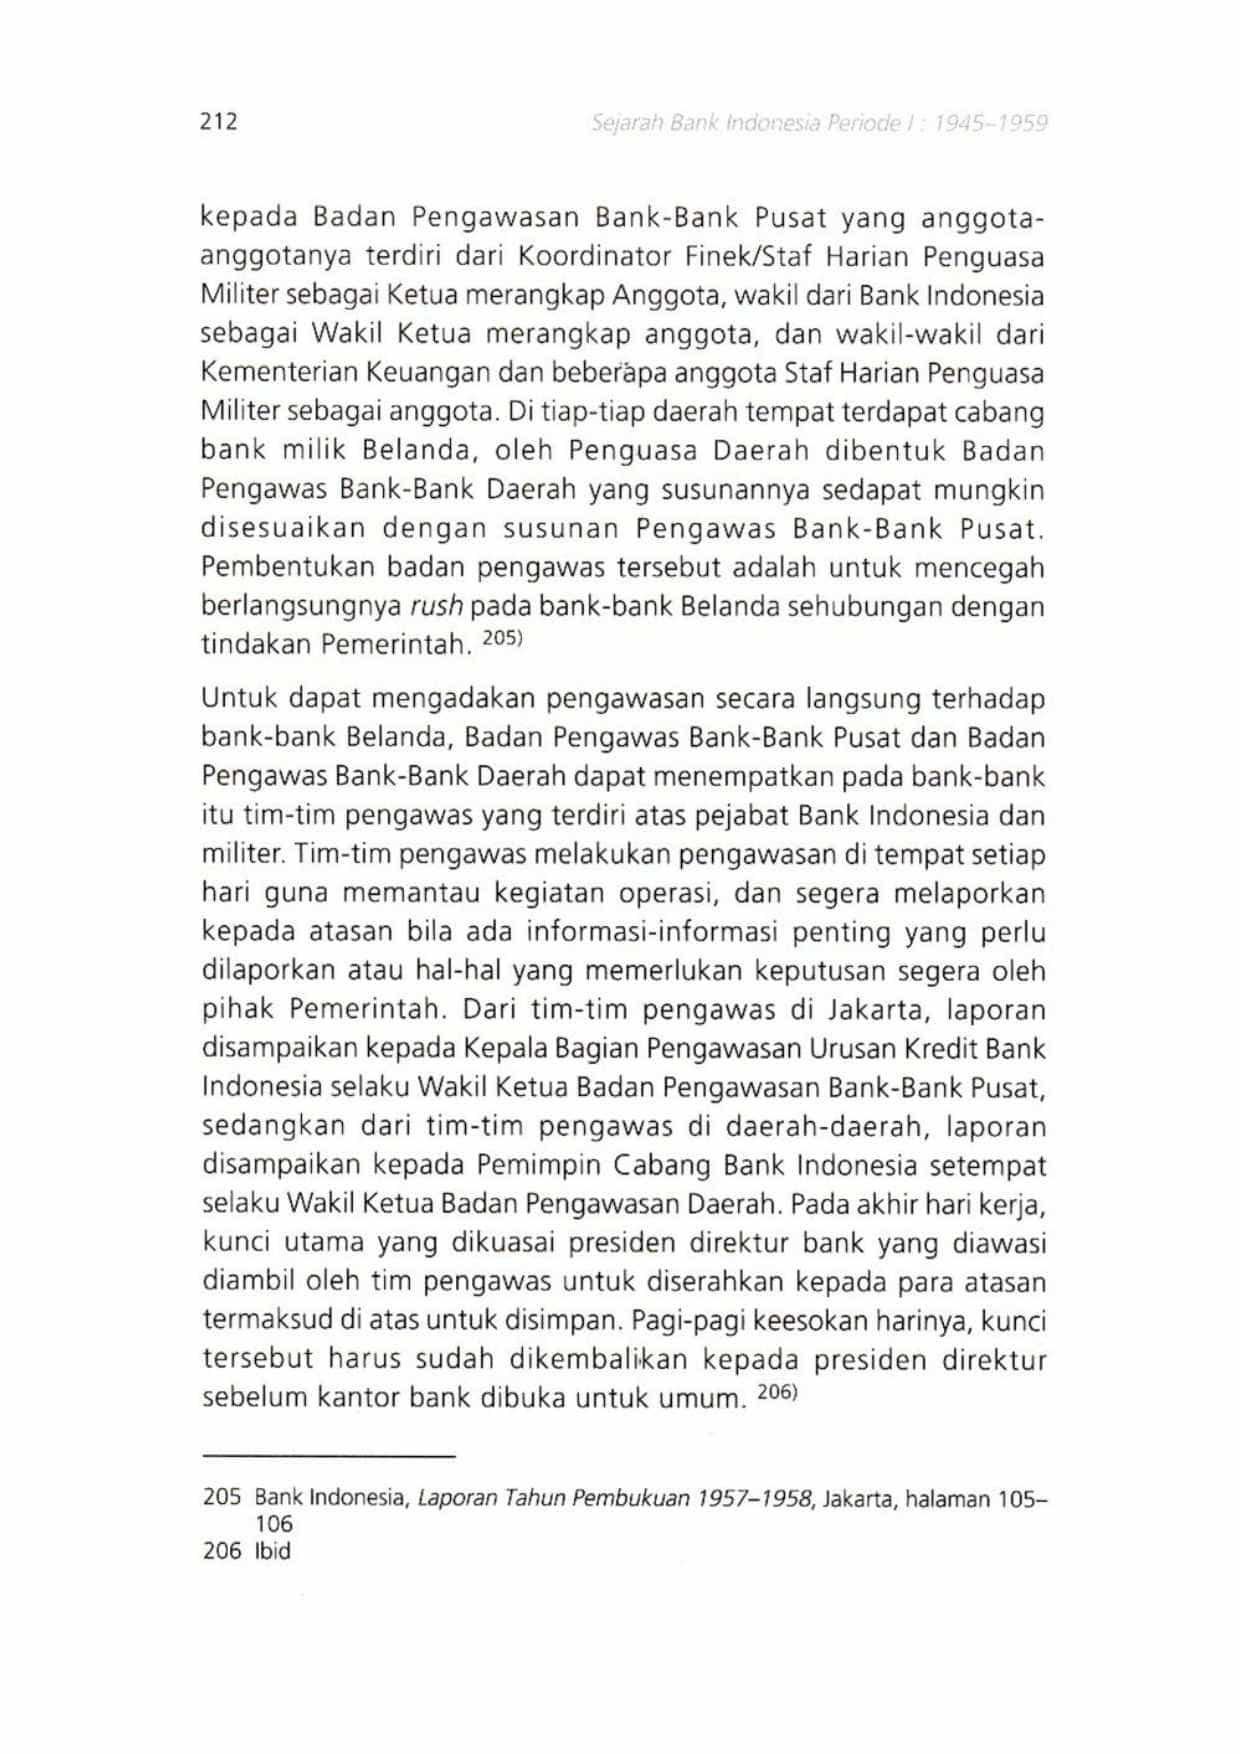 212
Sejarah Bank Indonesia Periode I : 1945–1959
kepada Badan Pengawasan Bank-Bank Pusat yang anggota-
anggotanya terdiri dari Koordinator Finek/Staf Harian Penguasa
Militer sebagai Ketua merangkap Anggota, wakil dari Bank Indonesia
sebagai Wakil Ketua merangkap anggota, dan wakil-wakil dari
Kementerian Keuangan dan beberapa anggota Staf Harian Penguasa
Militer sebagai anggota. Di tiap-tiap daerah tempat terdapat cabang
bank milik Belanda, oleh Penguasa Daerah dibentuk Badan
Pengawas Bank-Bank Daerah yang susunannya sedapat mungkin
disesuaikan dengan susunan Pengawas Bank-Bank Pusat.
Pembentukan badan pengawas tersebut adalah untuk mencegah
berlangsungnya rush pada bank-bank Belanda sehubungan dengan
tindakan Pemerintah. 205)
Untuk dapat mengadakan pengawasan secara langsung terhadap
bank-bank Belanda, Badan Pengawas Bank-Bank Pusat dan Badan
Pengawas Bank-Bank Daerah dapat menempatkan pada bank-bank
itu tim-tim pengawas yang terdiri atas pejabat Bank Indonesia dan
militer. Tim-tim pengawas melakukan pengawasan di tempat setiap
hari guna memantau kegiatan operasi, dan segera melaporkan
kepada atasan bila ada informasi-informasi penting yang perlu
dilaporkan atau hal-hal yang memerlukan keputusan segera oleh
pihak Pemerintah. Dari tim-tim pengawas di Jakarta, laporan
disampaikan kepada Kepala Bagian Pengawasan Urusan Kredit Bank
Indonesia selaku Wakil Ketua Badan Pengawasan Bank-Bank Pusat,
sedangkan dari tim-tim pengawas di daerah-daerah, laporan
disampaikan kepada Pemimpin Cabang Bank Indonesia setempat
selaku Wakil Ketua Badan Pengawasan Daerah. Pada akhir hari kerja,
kunci utama yang dikuasai presiden direktur bank yang diawasi
diambil oleh tim pengawas untuk diserahkan kepada para atasan
termaksud di atas untuk disimpan. Pagi-pagi keesokan harinya, kunci
tersebut harus sudah dikembalikan kepada presiden direktur
sebelum kantor bank dibuka untuk umum. 206)
205 Bank Indonesia, Laporan Tahun Pembukuan 1957–1958, Jakarta, halaman 105–
106
206 Ibid